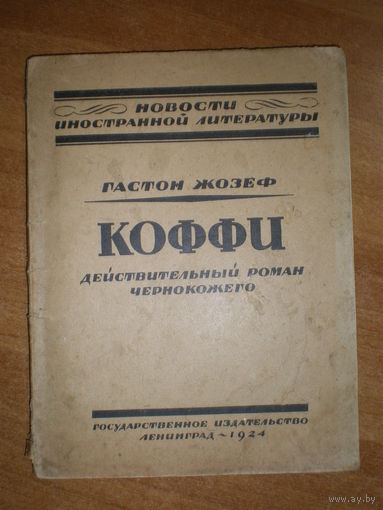 НОВОСТИ
ИНОСТРАННОЙ ЛИТЕРАТУРЫ
ГАСТОН ЖОЗЕФ
КОФФИ
ДЕЙСТВИТЕЛЬНЫЙ РОМАН
ЧЕРНОКОЖЕГО
ГОСУДАРСТВЕННОЕ ИЗДАТЕЛЬСТВО
ЛЕНИНГРАД ~ 1924
www.ay.by